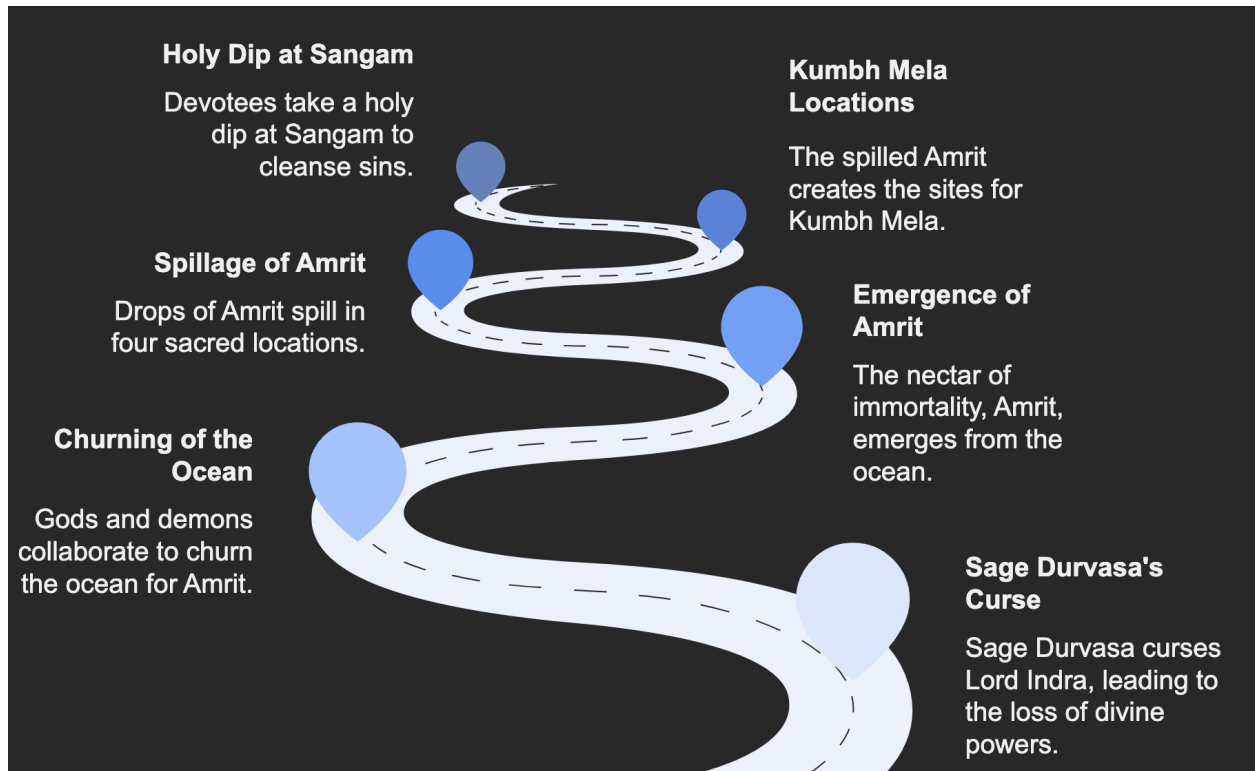 Holy Dip at Sangam
Devotees take a holy
dip at Sangam to
cleanse sins.
Kumbh Mela
Locations
The spilled Amrit
creates the sites for
Kumbh Mela.
Spillage of Amrit
Drops of Amrit spill in
four sacred locations.
Emergence of
Amrit
The nectar of
immortality, Amrit,
emerges from the
ocean.
Churning of the
Ocean
Gods and demons
collaborate to churn
the ocean for Amrit.
Sage Durvasa's
Curse
Sage Durvasa curses
Lord Indra, leading to
the loss of divine
powers.